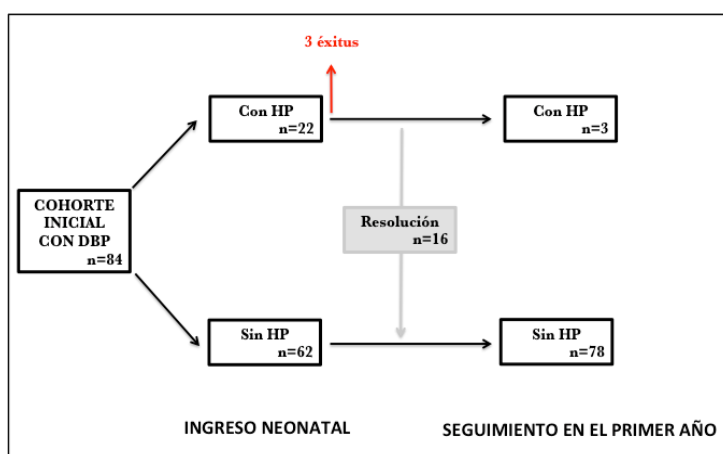 3 éxitus
Con HP
n=22
Con HP
n=3
COHORTE
INICIAL
CON DBP
n=84
Resolución
n=16
Sin HP
n=62
Sin HP
n=78
INGRESO NEONATAL
SEGUIMIENTO EN EL PRIMER AÑO